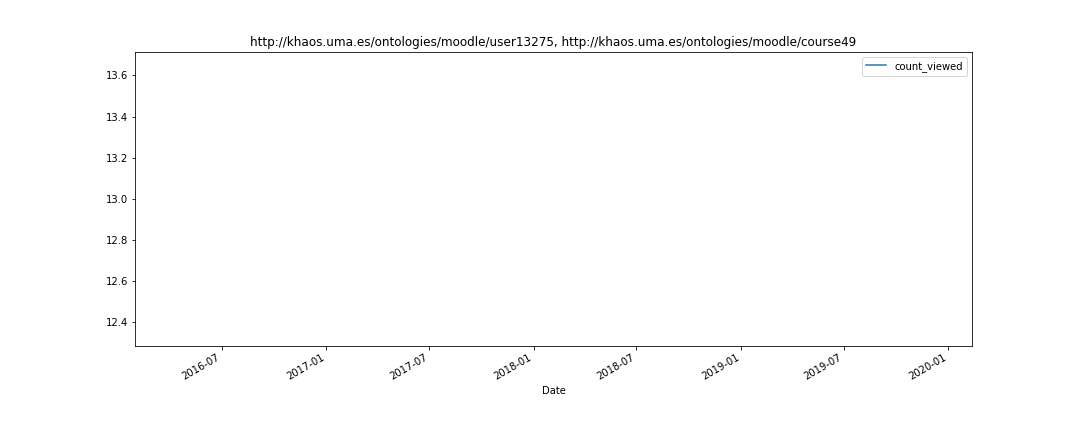 http://khaos.uma.es/ontologies/moodle/user13275, http://khaos.uma.es/ontologies/moodle/course49
count_viewed
13.6
13.4
13.2
13.0
12.8
12.6
12.4
2016-07 2017-01 2017-07 2018-01 2018-07 2019-01 2019-07 2020-01
Date